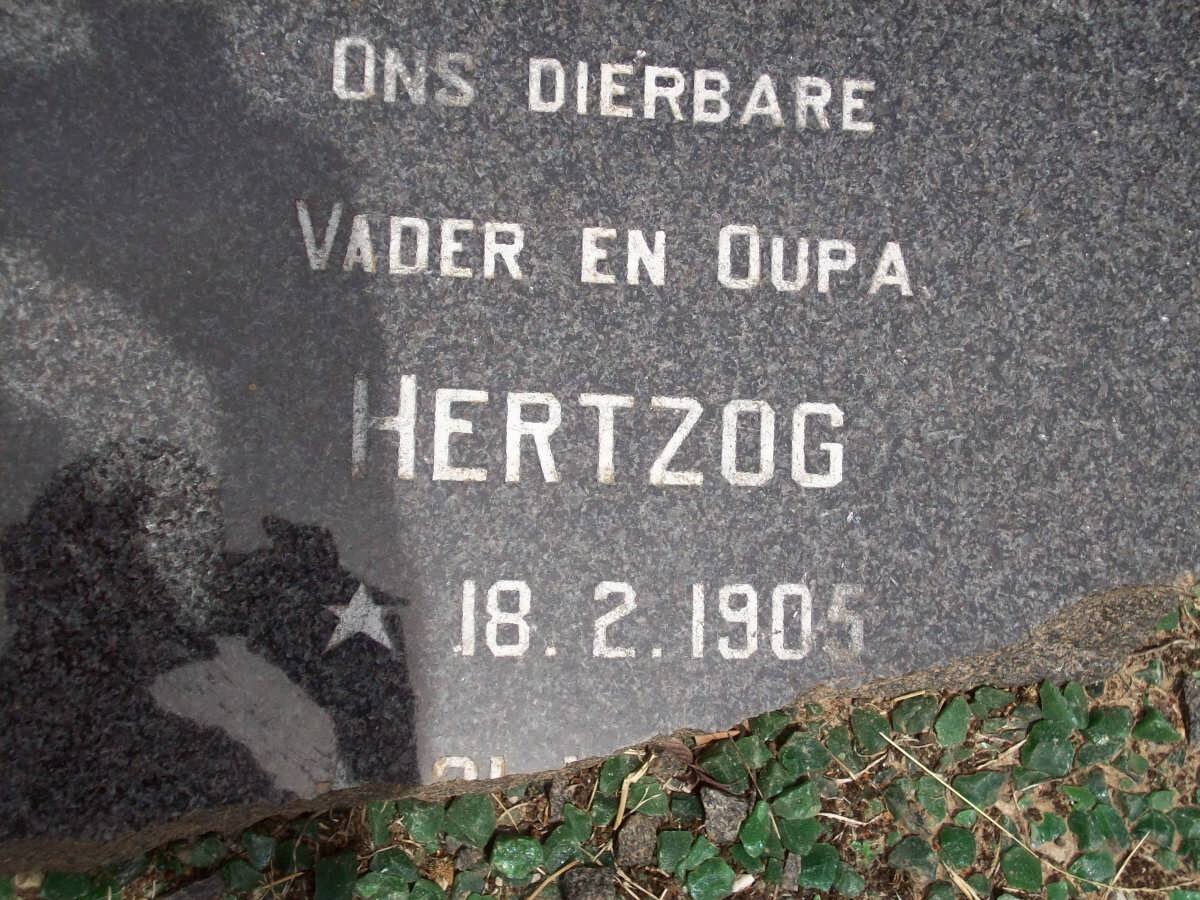 ONS DIERBARE
VADER EN OUPA
HERTZOG
18.2.1905